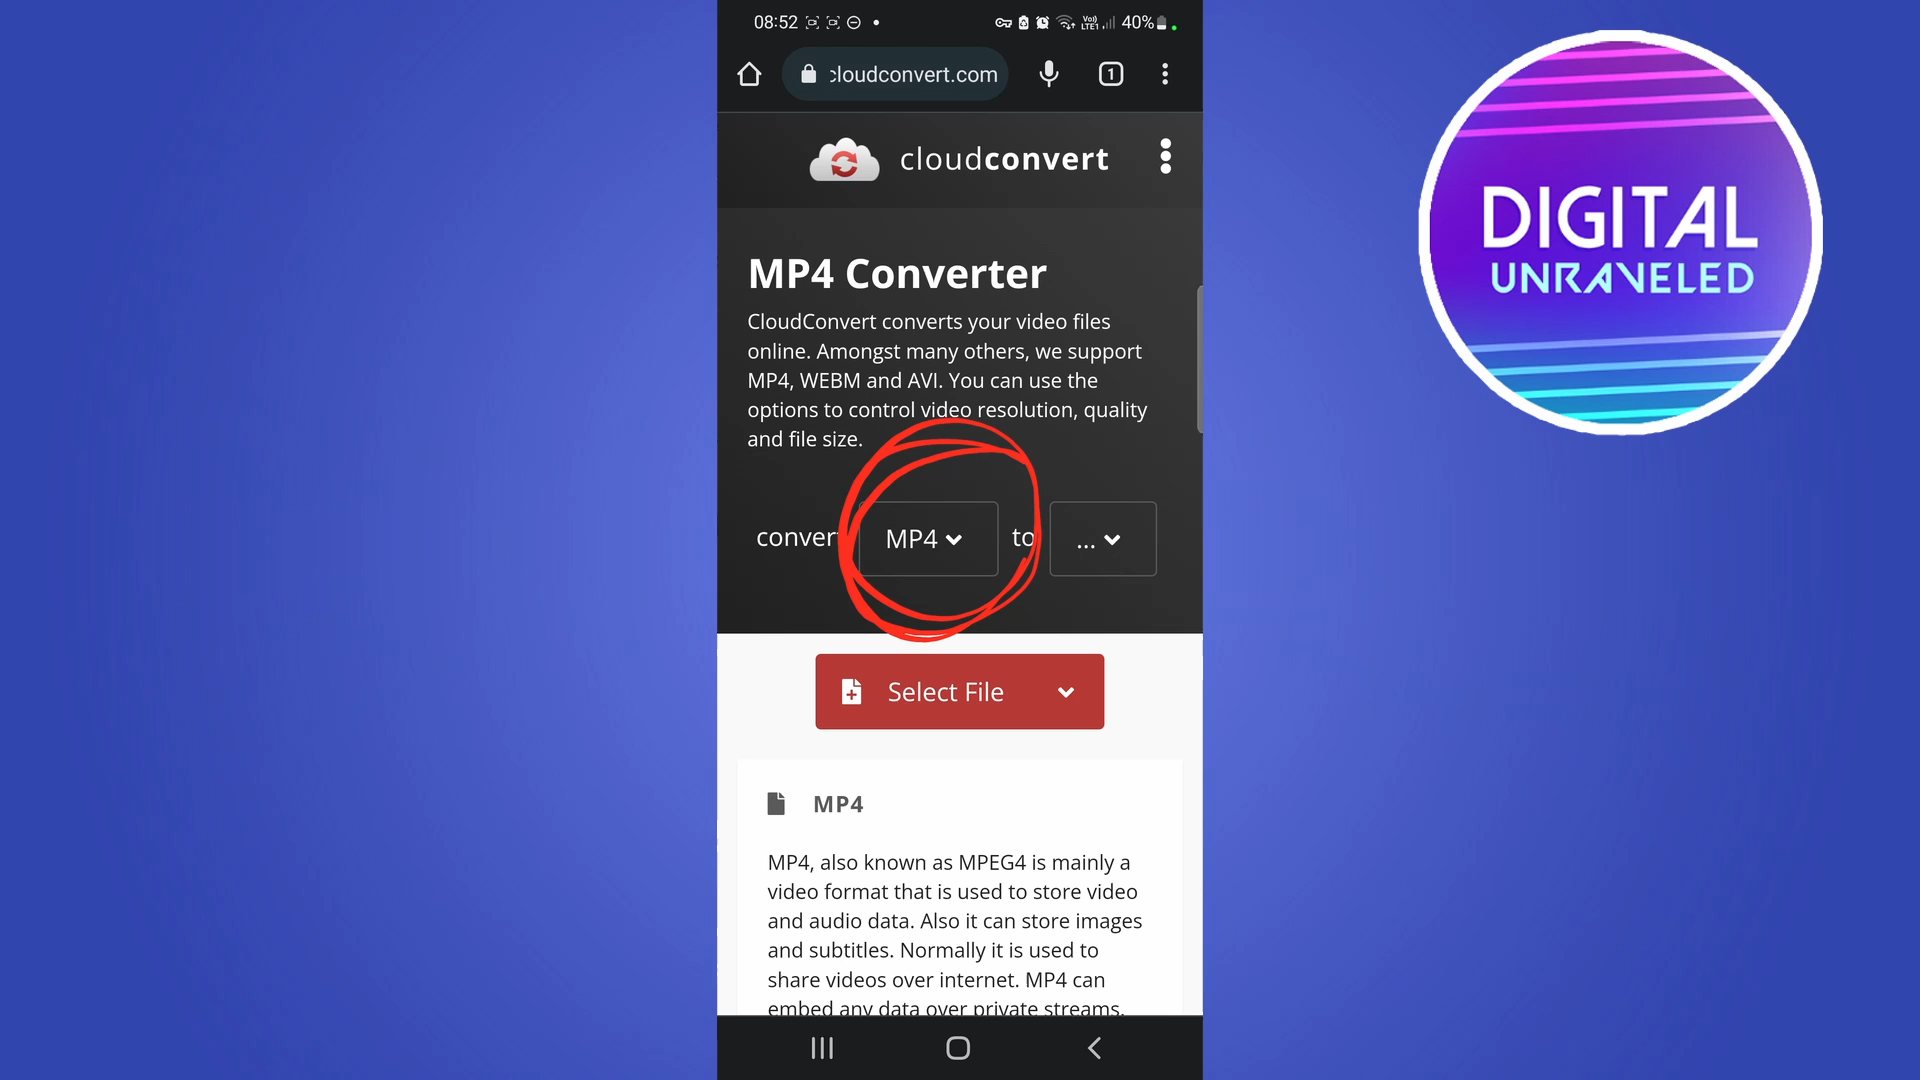 08:52
Vo)) LTE1 40%
cloudconvert.com
1
cloudconvert
DIGITAL
UNRAVELED
MP4 Converter
CloudConvert converts your video files
online. Amongst many others, we support
MP4, WEBM and AVI. You can use the
options to control video resolution, quality
and file size.
convert MP4 to ...
Select File
MP4
MP4, also known as MPEG4 is mainly a
video format that is used to store video
and audio data. Also it can store images
and subtitles. Normally it is used to
share videos over internet. MP4 can
embed any data over private streams.